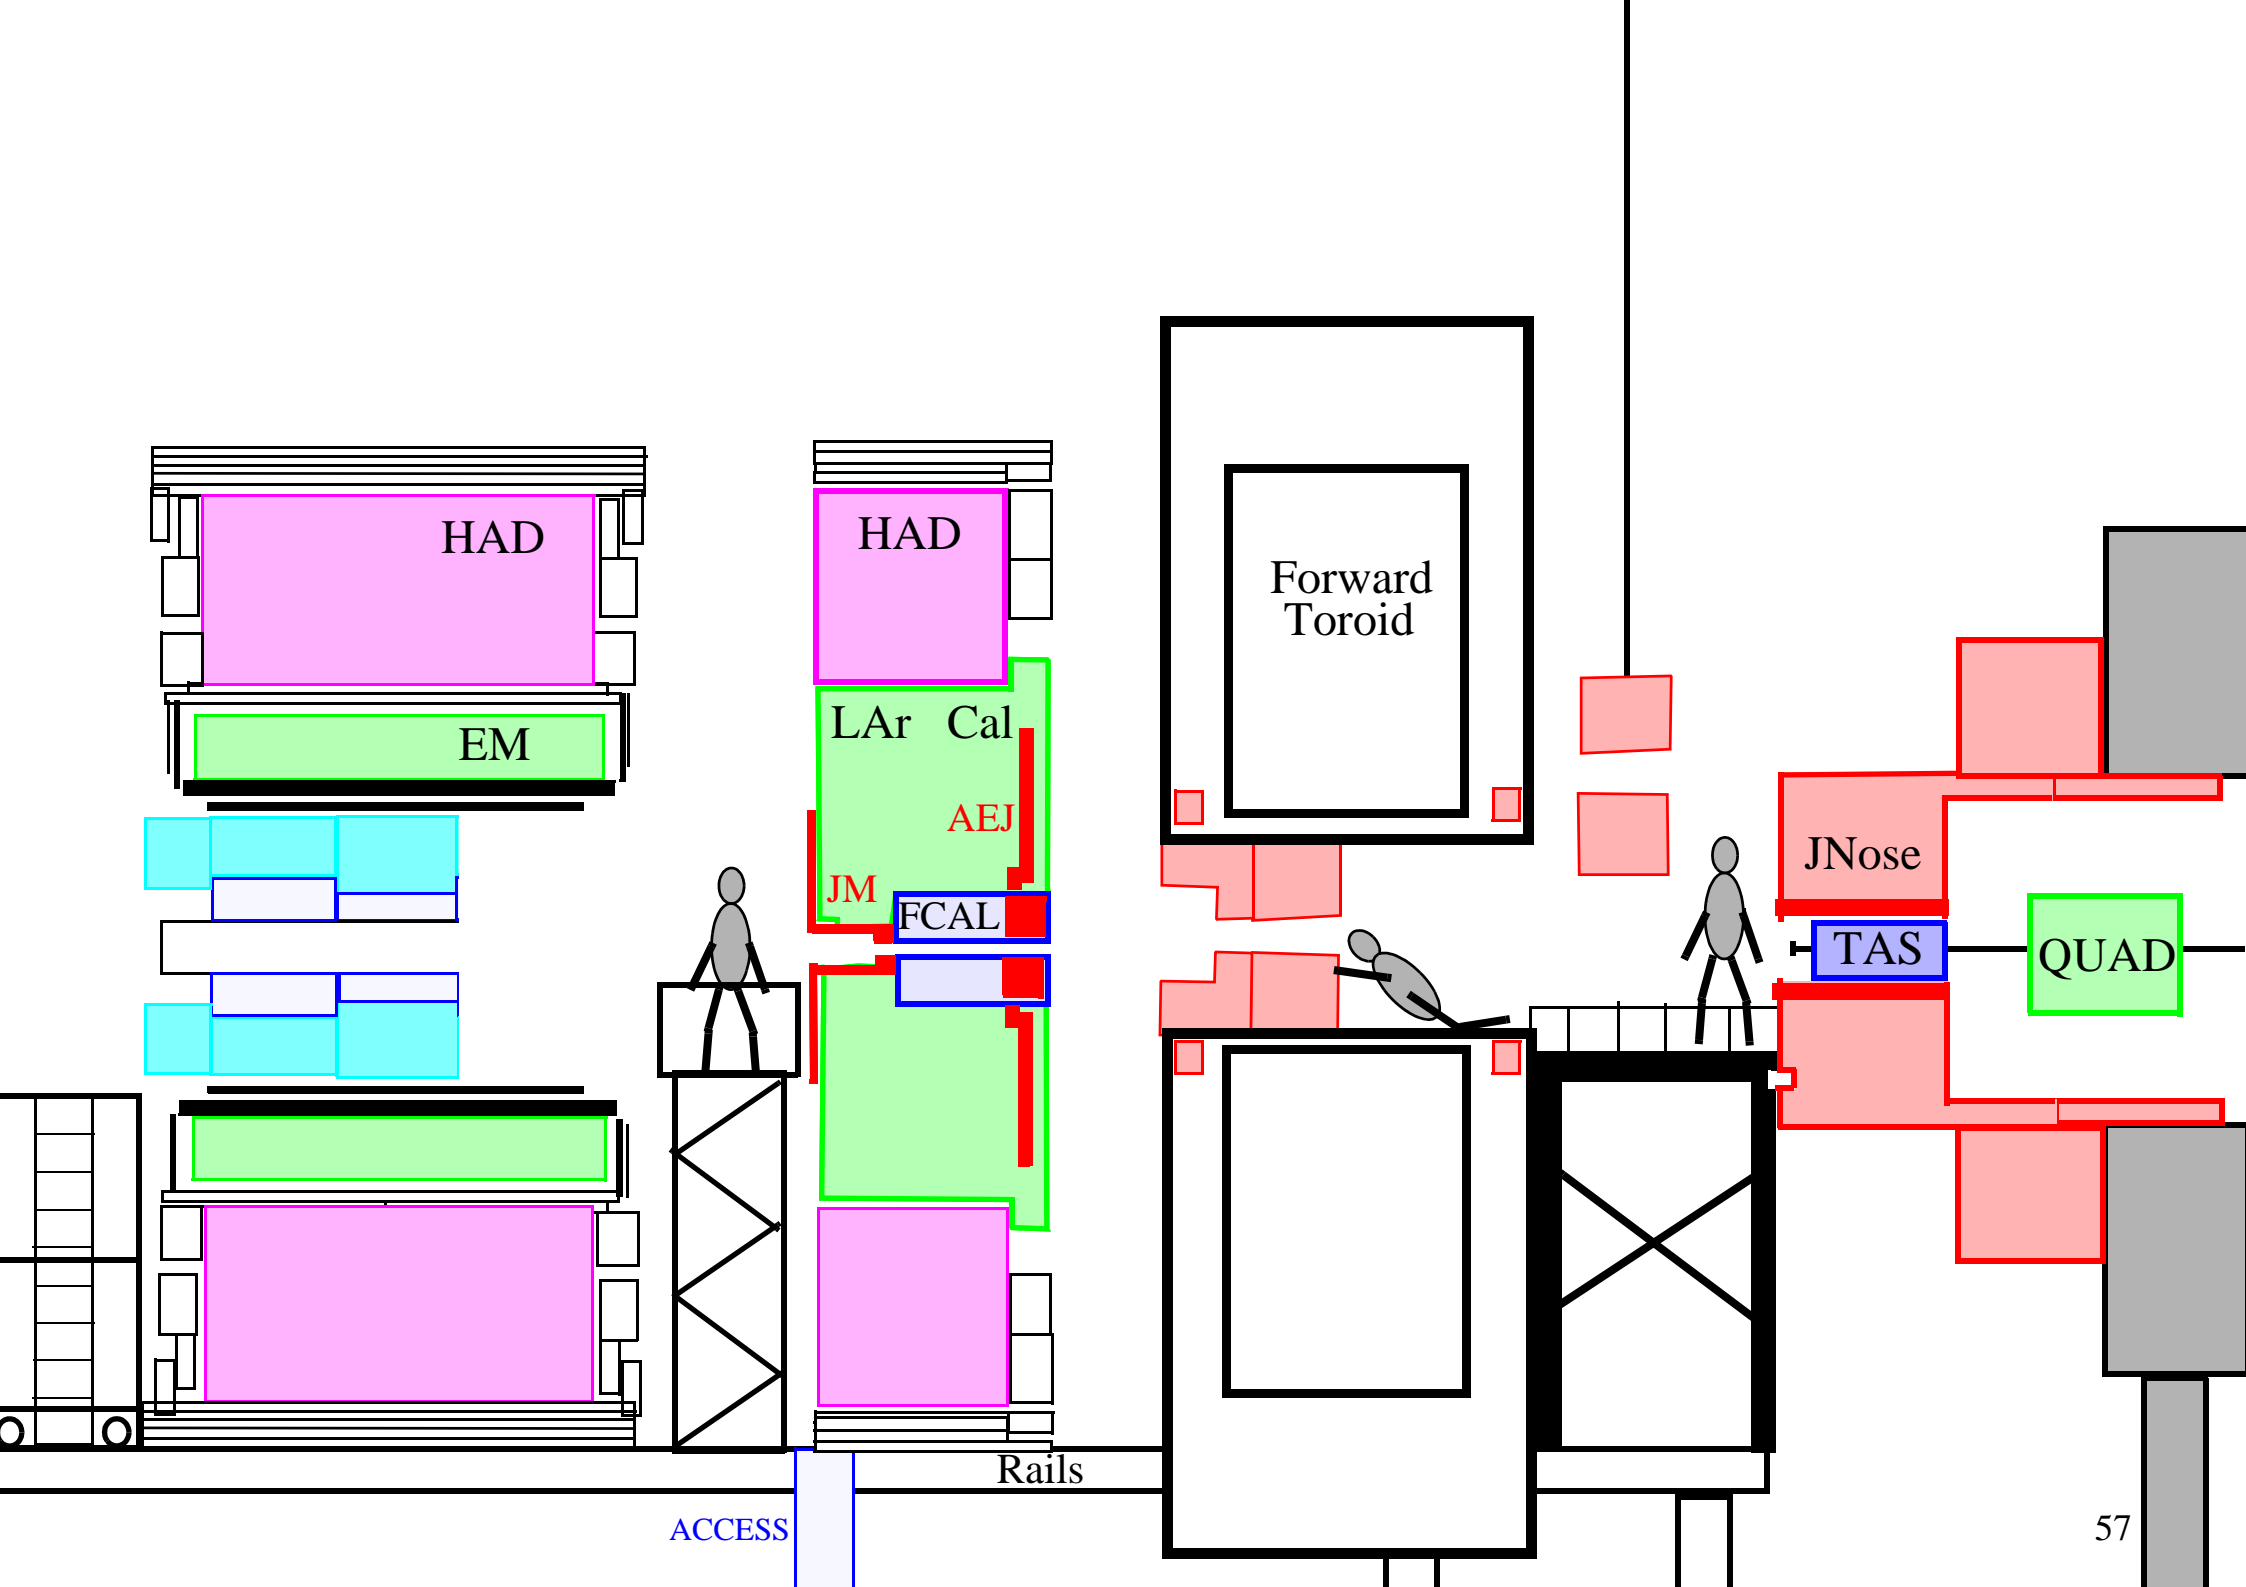 HAD
HAD
Forward
Toroid
EM
LAr Cal
AEJ
JM
FCAL
JNose
TAS
QUAD
Rails
ACCESS
57